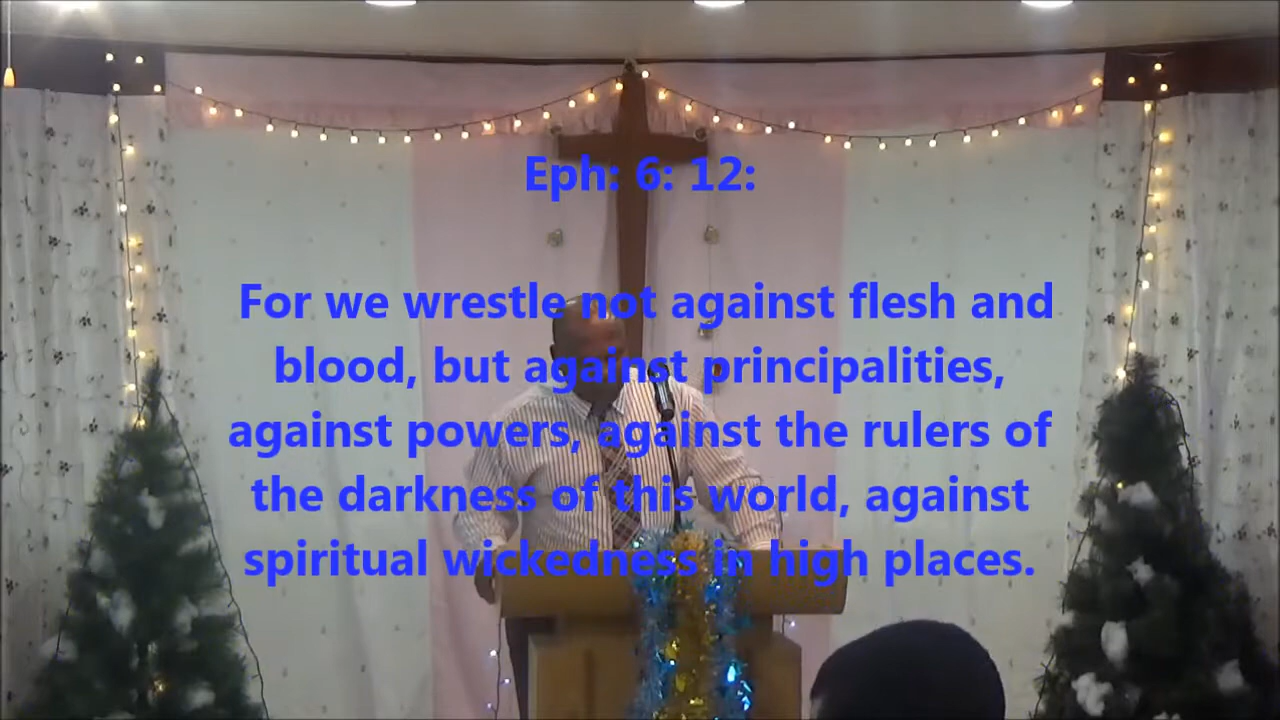 Eph: 6: 12:
For we wrestle not against flesh and
blood, but against principalities,
against powers, against the rulers of
the darkness of this world, against
spiritual wickedness in high places.